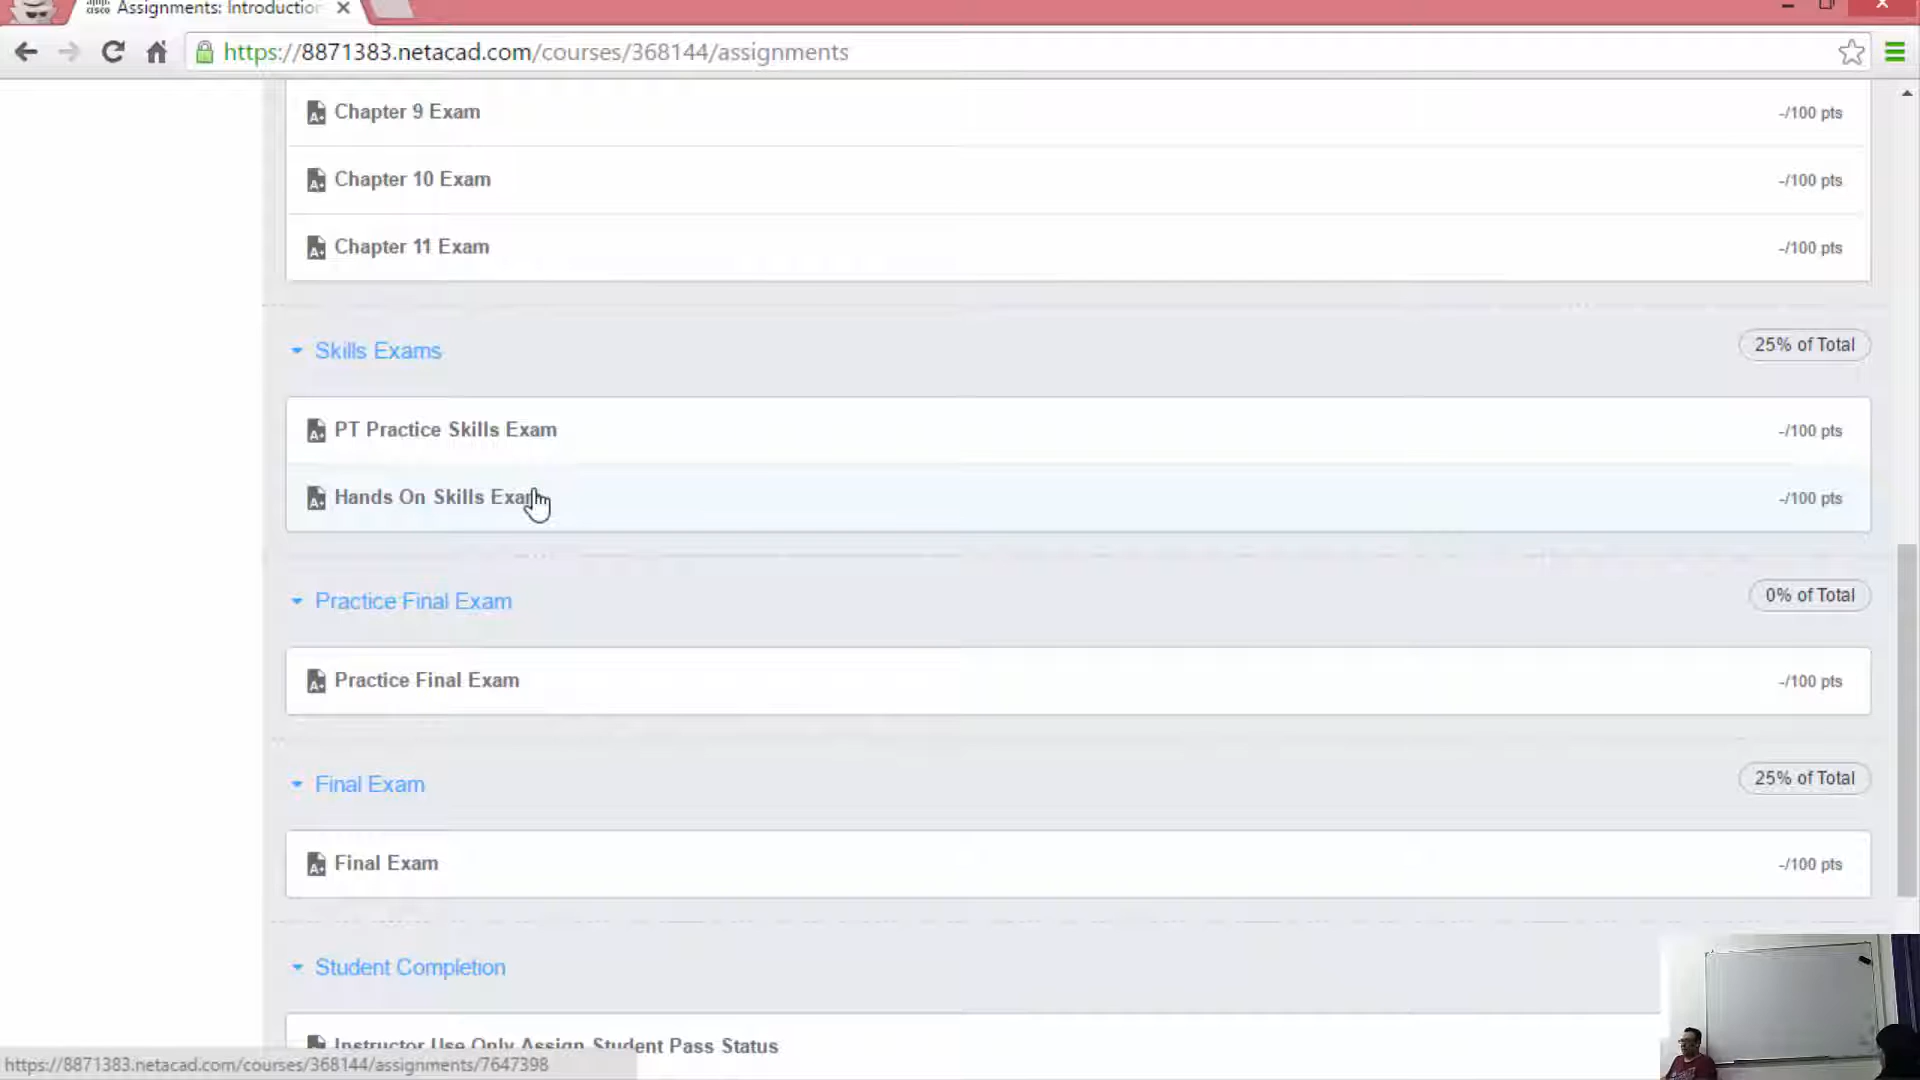 Assignments: Introduction
https://8871383.netacad.com/courses/368144/assignments
Chapter 9 Exam
-/100 pts
Chapter 10 Exam
-/100 pts
Chapter 11 Exam
-/100 pts
Skills Exams
25% of Total
PT Practice Skills Exam
-/100 pts
Hands On Skills Exam
-/100 pts
Practice Final Exam
0% of Total
Practice Final Exam
-/100 pts
Final Exam
25% of Total
Final Exam
-/100 pts
Student Completion
Instructor Use Only Assign Student Pass Status
https://8871383.netacad.com/courses/368144/assignments/7647398